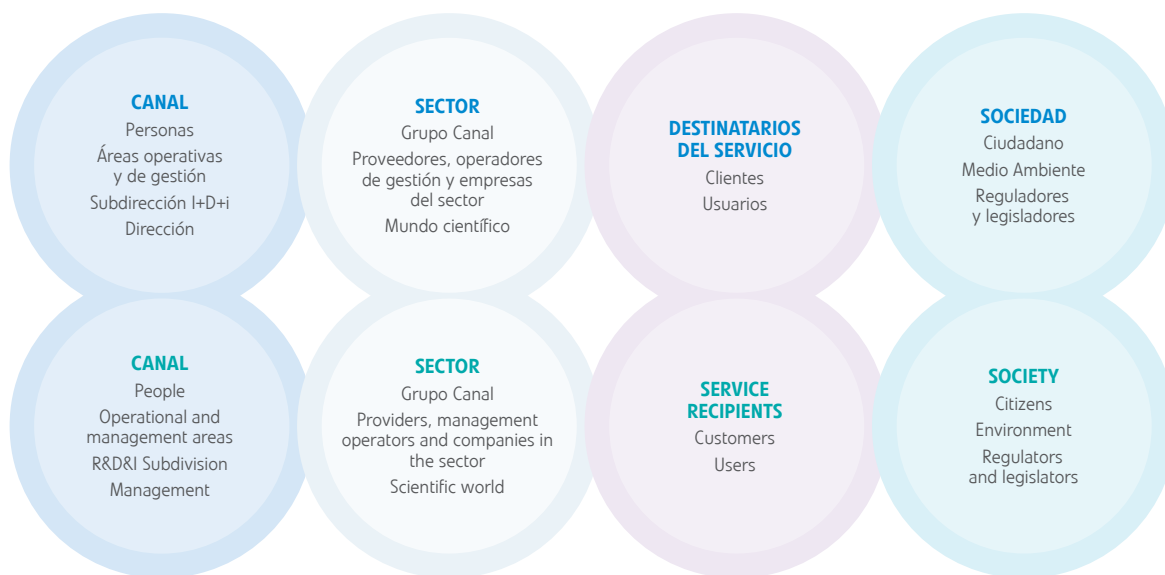 CANAL
Personas
Áreas operativas
y de gestión
Subdirección I+D+i
Dirección
SECTOR
Grupo Canal
Proveedores, operadores
de gestión y empresas
del sector
Mundo científico
DESTINATARIOS
DEL SERVICIO
Clientes
Usuarios
SOCIEDAD
Ciudadano
Medio Ambiente
Reguladores
y legisladores
CANAL
People
Operational and
management areas
R&D&I Subdivision
Management
SECTOR
Grupo Canal
Providers, management
operators and companies in
the sector
Scientific world
SERVICE
RECIPIENTS
Customers
Users
SOCIETY
Citizens
Environment
Regulators
and legislators